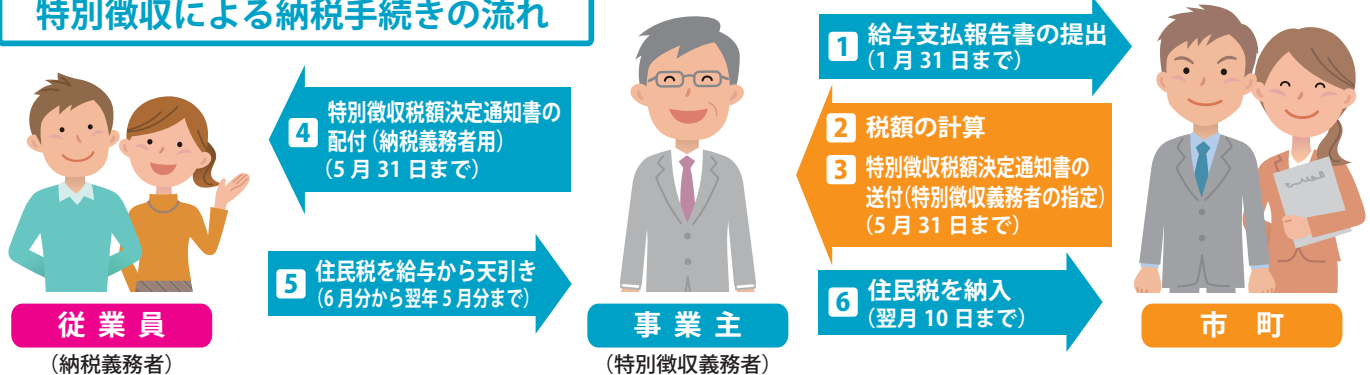 特別徴収による納税手続きの流れ
1 給与支払報告書の提出
(1月31日まで)
2 税額の計算
3 特別徴収税額決定通知書の
送付(特別徴収義務者の指定)
(5月31日まで)
4 特別徴収税額決定通知書の
配付(納税義務者用)
(5月31日まで)
5 住民税を給与から天引き
(6月分から翌年5月分まで)
6 住民税を納入
(翌月10日まで)
従業員
(納税義務者)
事業主
(特別徴収義務者)
市町